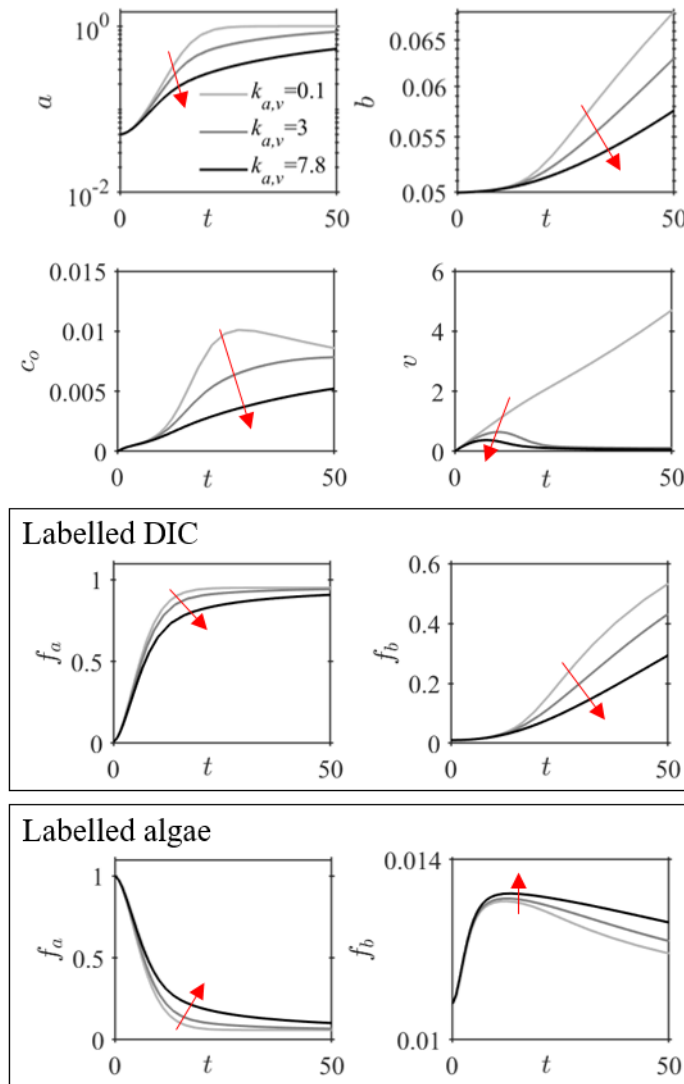 10^0
10^-2
a
k_{a,v}=0.1
k_{a,v}=3
k_{a,v}=7.8
0
t
50
0.065
0.06
0.055
0.05
b
0
t
50
0.015
0.01
0.005
0
c_o
0
t
50
6
4
2
0
v
0
t
50
Labelled DIC
1
0.5
0
f_a
0
t
50
0.6
0.4
0.2
0
f_b
0
t
50
Labelled algae
1
0.5
0
f_a
0
t
50
0.014
0.01
f_b
0
t
50